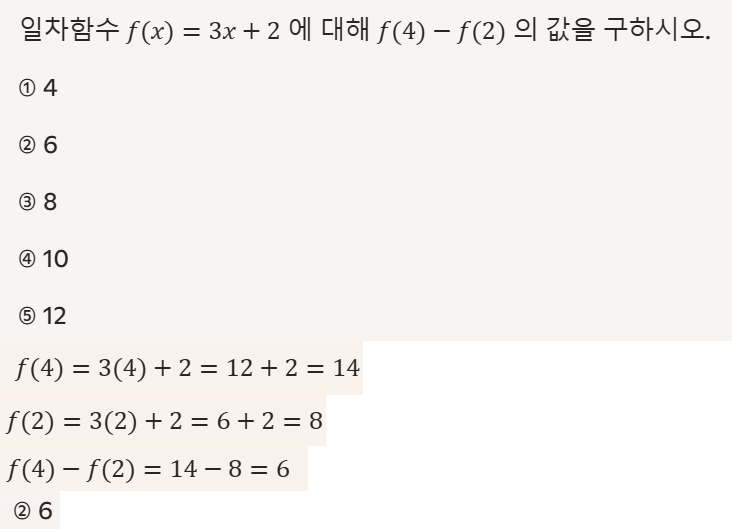 일차함수 f(x) = 3x + 2 에 대해 f(4) − f(2) 의 값을 구하시오.
① 4
② 6
③ 8
④ 10
⑤ 12
f(4) = 3(4) + 2 = 12 + 2 = 14
f(2) = 3(2) + 2 = 6 + 2 = 8
f(4) − f(2) = 14 − 8 = 6
② 6